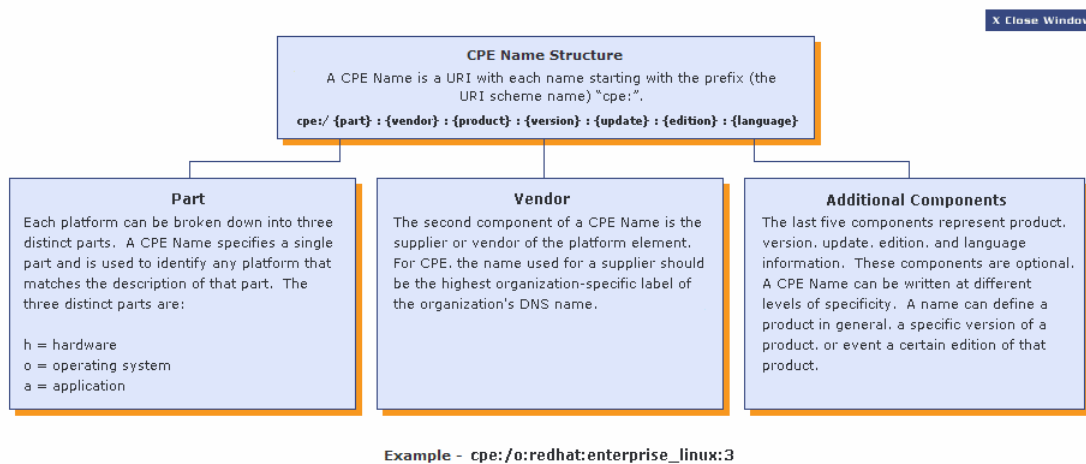 X Close Window
CPE Name Structure
A CPE Name is a URI with each name starting with the prefix (the
URI scheme name) “cpe:”.
cpe:/ {part} : {vendor} : {product} : {version} : {update} : {edition} : {language}
Part
Each platform can be broken down into three
distinct parts. A CPE Name specifies a single
part and is used to identify any platform that
matches the description of that part. The
three distinct parts are:
h = hardware
o = operating system
a = application
Vendor
The second component of a CPE Name is the
supplier or vendor of the platform element.
For CPE, the name used for a supplier should
be the highest organization-specific label of
the organization's DNS name.
Additional Components
The last five components represent product,
version, update, edition, and language
information. These components are optional.
A CPE Name can be written at different
levels of specificity. A name can define a
product in general, a specific version of a
product, or event a certain edition of that
product.
Example - cpe:/o:redhat:enterprise_linux:3